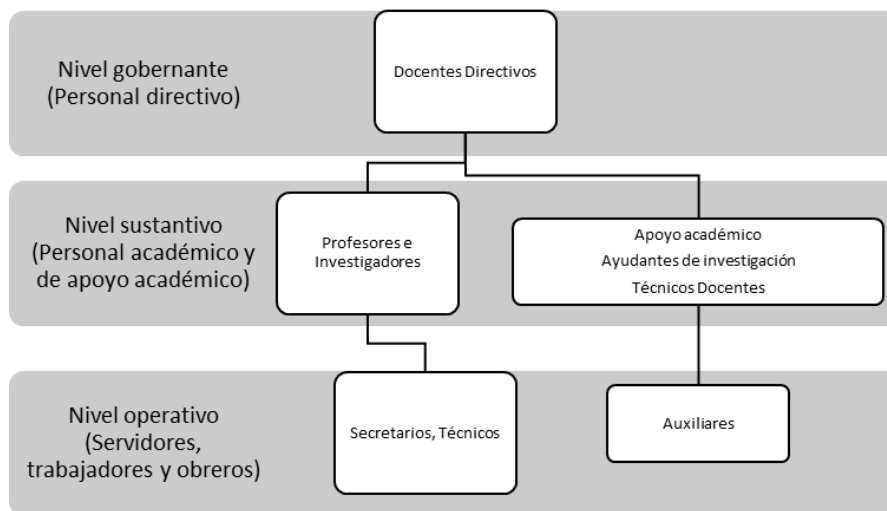 Nivel gobernante
(Personal directivo)
Docentes Directivos
Nivel sustantivo
(Personal académico y
de apoyo académico)
Profesores e
Investigadores
Apoyo académico
Ayudantes de investigación
Técnicos Docentes
Nivel operativo
(Servidores,
trabajadores y obreros)
Secretarios, Técnicos
Auxiliares